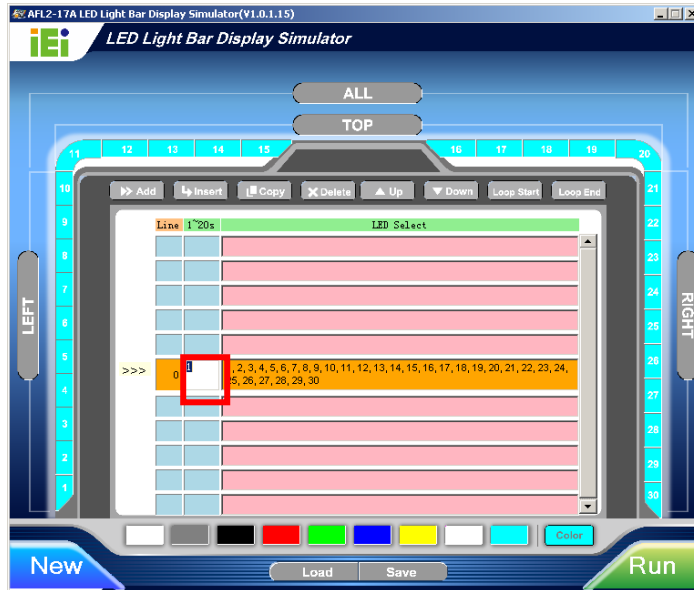 AFL2-17A LED Light Bar Display Simulator(V1.0.1.15)
iEi
LED Light Bar Display Simulator
ALL
TOP
11 12 13 14 15 16 17 18 19 20
Add Insert Copy Delete Up Down Loop Start Loop End
10 21
9 22
Line 1~20s LED Select
8 23
7 24
LEFT
RIGHT
6 25
5 26
>>> 0 1 , 2, 3, 4, 5, 6, 7, 8, 9, 10, 11, 12, 13, 14, 15, 16, 17, 18, 19, 20, 21, 22, 23, 24,
25, 26, 27, 28, 29, 30
4 27
3 28
2 29
1 30
Color
New Load Save Run